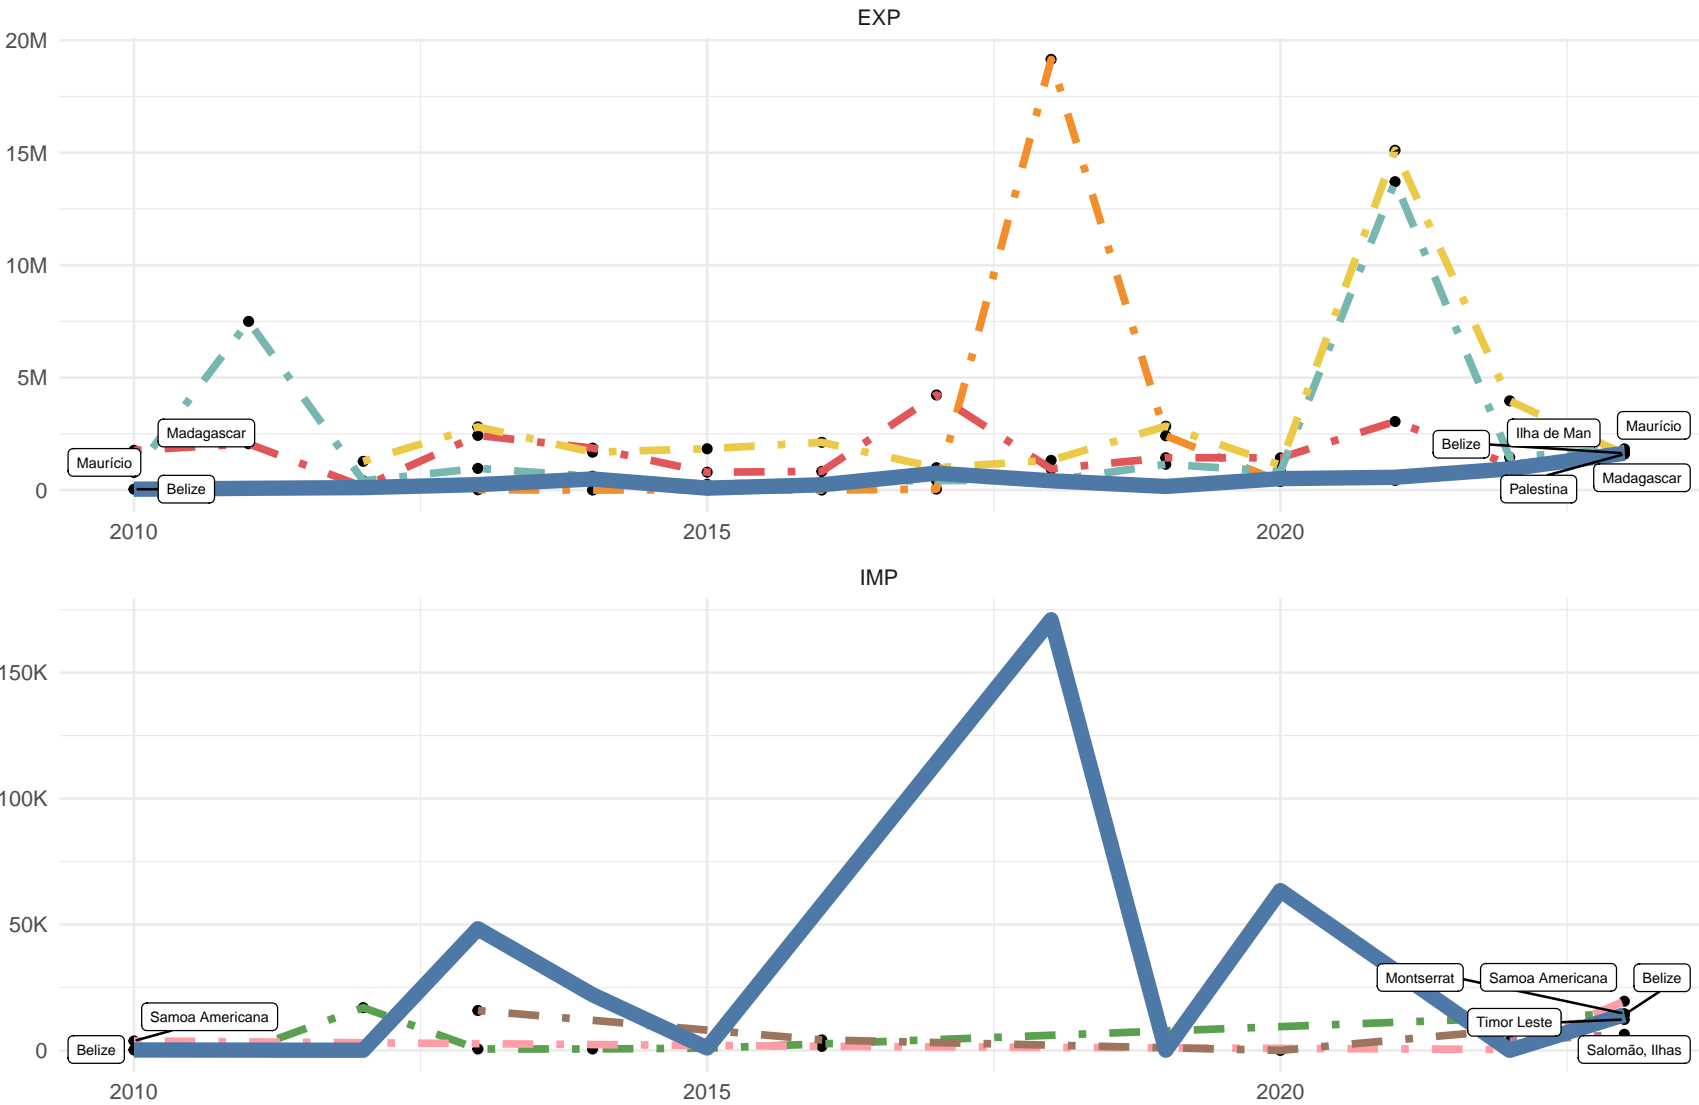 EXP
20M
15M
10M
5M
0
Madagascar
Maurício
Belize
Belize
Ilha de Man
Maurício
Palestina
Madagascar
2010
2015
2020
IMP
150K
100K
50K
0
Samoa Americana
Belize
Montserrat
Samoa Americana
Belize
Timor Leste
Salomão, Ilhas
2010
2015
2020